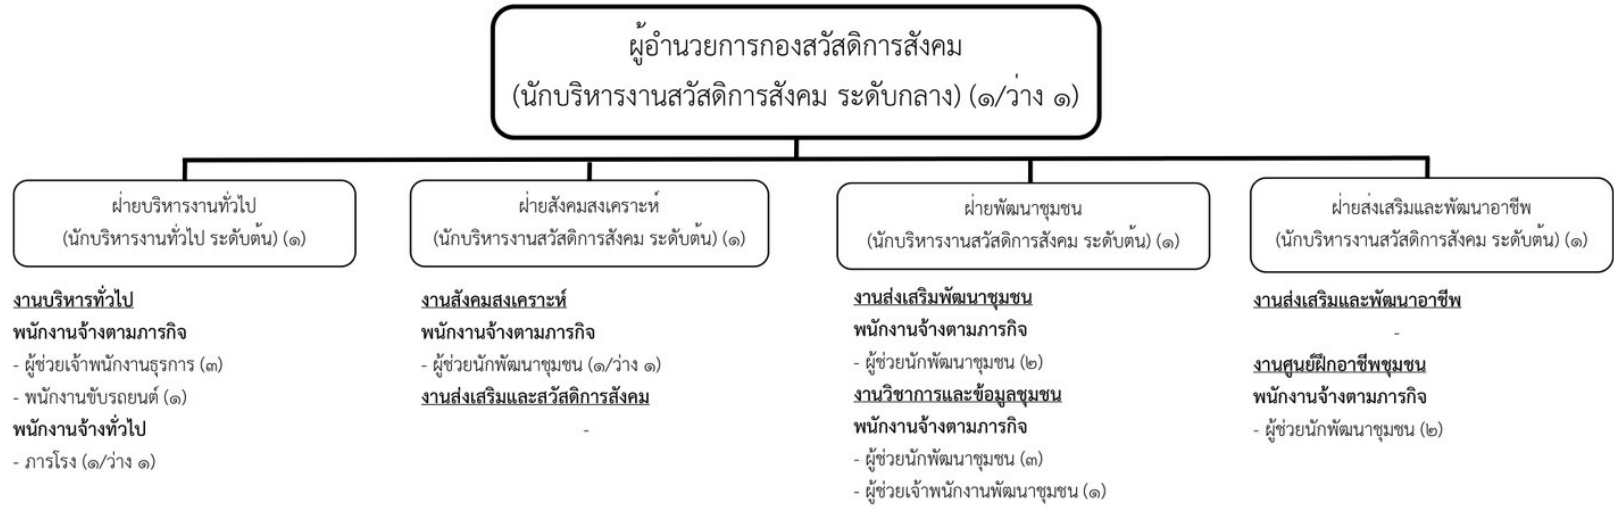 ผู้อำนวยการกองสวัสดิการสังคม
(นักบริหารงานสวัสดิการสังคม ระดับกลาง) (๑/ว่าง ๑)
ฝ่ายบริหารงานทั่วไป
(นักบริหารงานทั่วไป ระดับต้น) (๑)
งานบริหารทั่วไป
พนักงานจ้างตามภารกิจ
- ผู้ช่วยเจ้าพนักงานธุรการ (๓)
- พนักงานขับรถยนต์ (๑)
พนักงานจ้างทั่วไป
- ภารโรง (๑/ว่าง ๑)
ฝ่ายสังคมสงเคราะห์
(นักบริหารงานสวัสดิการสังคม ระดับต้น) (๑)
งานสังคมสงเคราะห์
พนักงานจ้างตามภารกิจ
- ผู้ช่วยนักพัฒนาชุมชน (๑/ว่าง ๑)
งานส่งเสริมและสวัสดิการสังคม
-
ฝ่ายพัฒนาชุมชน
(นักบริหารงานสวัสดิการสังคม ระดับต้น) (๑)
งานส่งเสริมพัฒนาชุมชน
พนักงานจ้างตามภารกิจ
- ผู้ช่วยนักพัฒนาชุมชน (๒)
งานวิชาการและข้อมูลชุมชน
พนักงานจ้างตามภารกิจ
- ผู้ช่วยนักพัฒนาชุมชน (๓)
- ผู้ช่วยเจ้าพนักงานพัฒนาชุมชน (๑)
ฝ่ายส่งเสริมและพัฒนาอาชีพ
(นักบริหารงานสวัสดิการสังคม ระดับต้น) (๑)
งานส่งเสริมและพัฒนาอาชีพ
-
งานศูนย์ฝึกอาชีพชุมชน
พนักงานจ้างตามภารกิจ
- ผู้ช่วยนักพัฒนาชุมชน (๒)